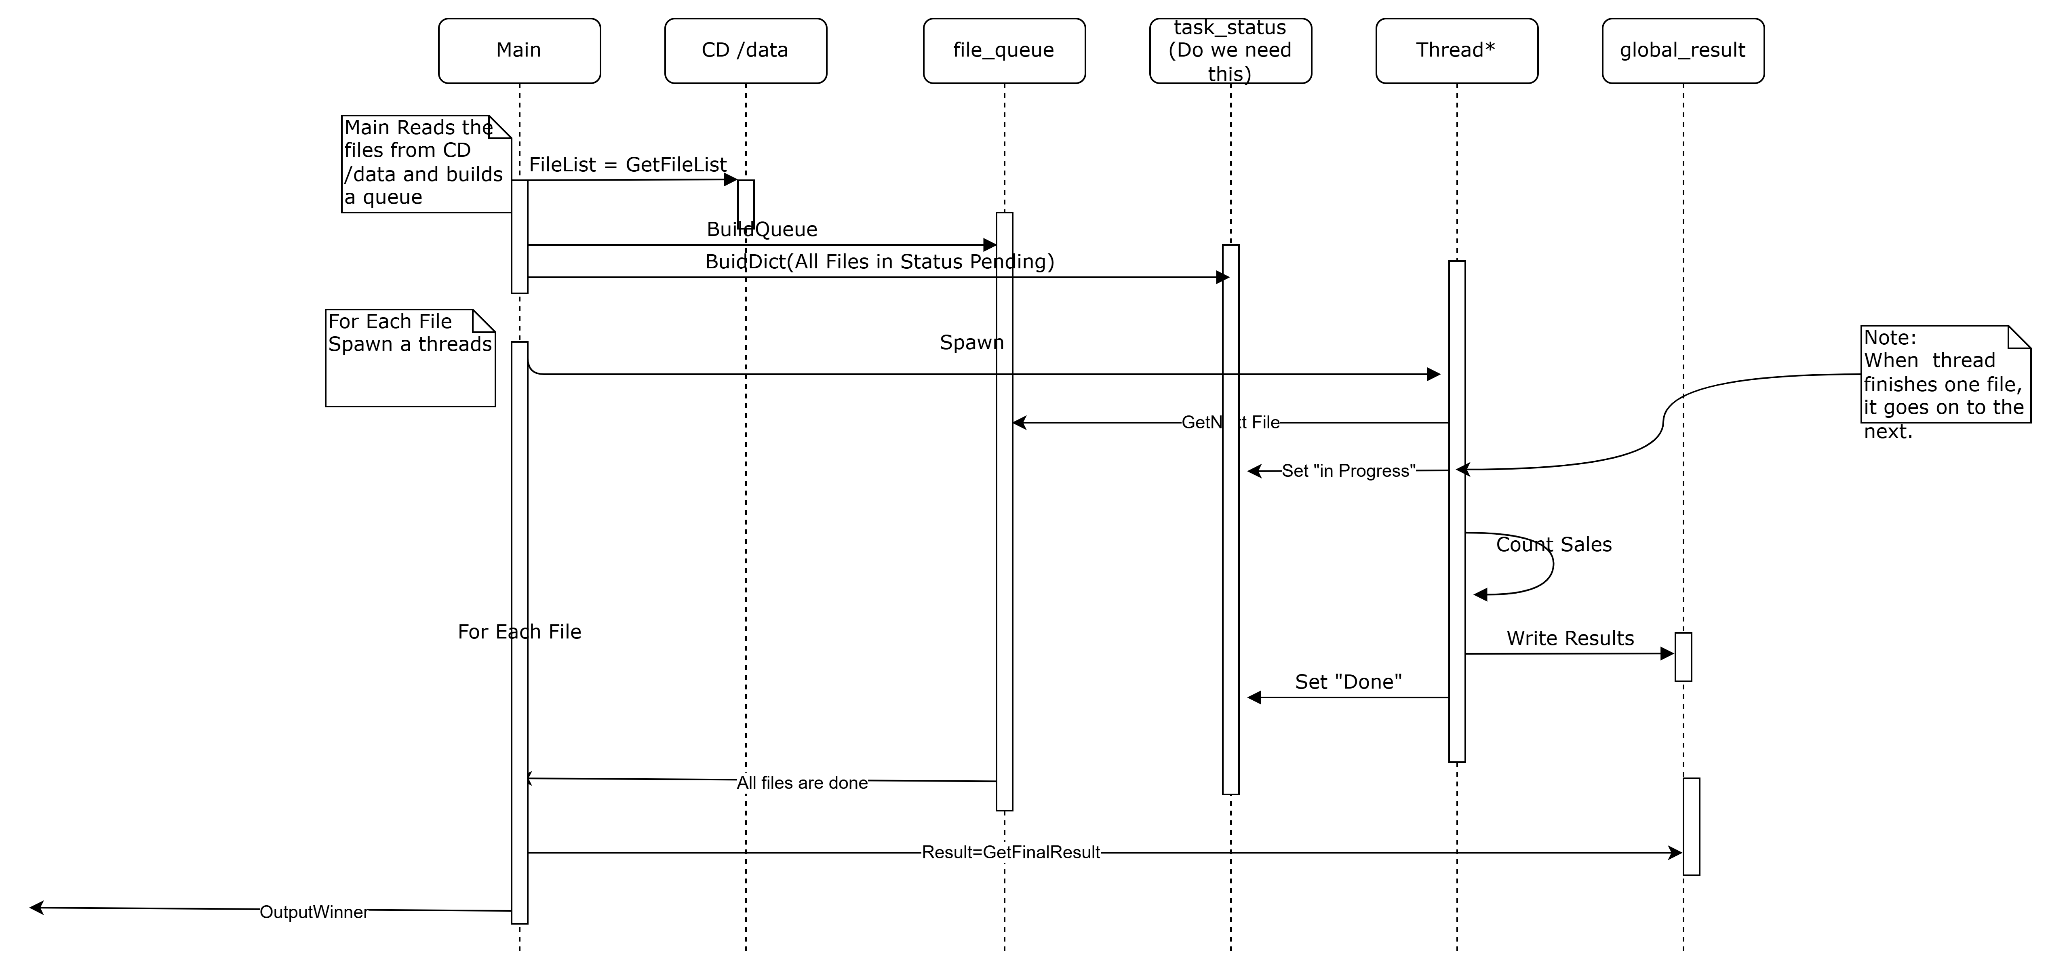 Main
CD /data
file_queue
task_status
(Do we need
this)
Thread*
global_result
Main Reads the
files from CD
/data and builds
a queue
FileList = GetFileList
BuildQueue
BuidDict(All Files in Status Pending)
For Each File
Spawn a threads
Spawn
Note:
When  thread
finishes one file,
it goes on to the
next.
GetNext File
Set "in Progress"
Count Sales
For Each File
Write Results
Set "Done"
All files are done
Result=GetFinalResult
OutputWinner